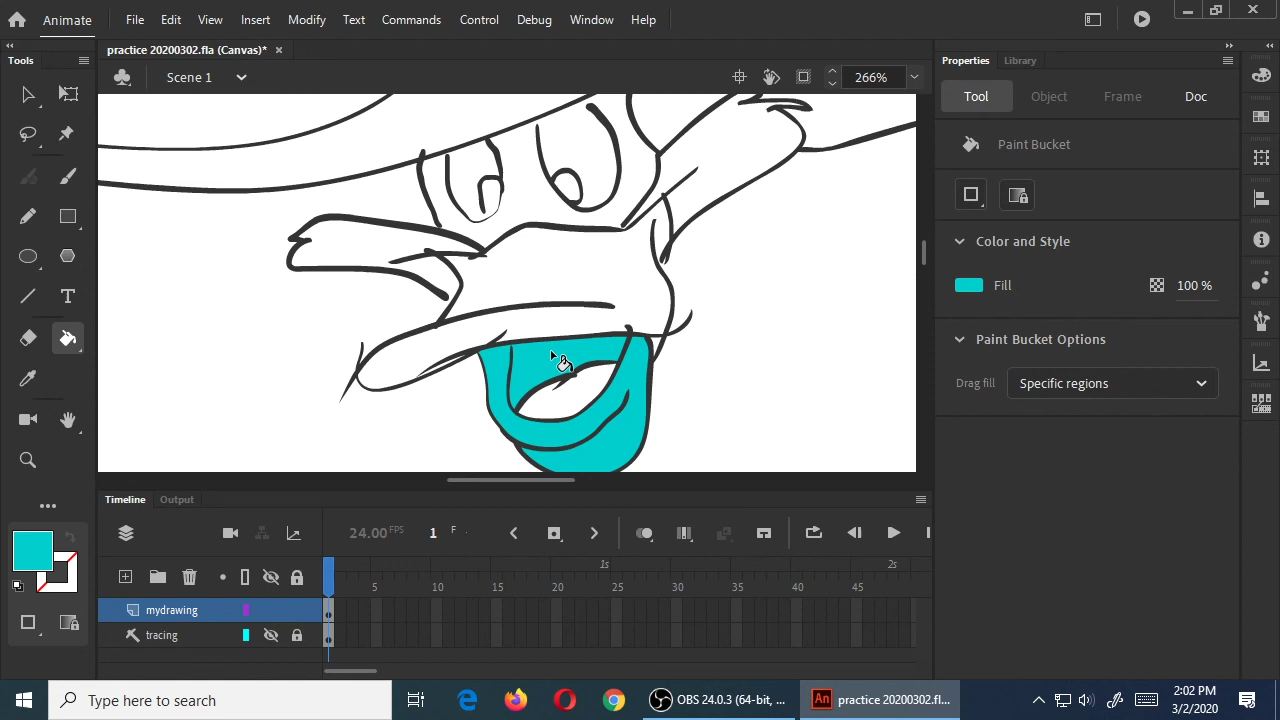 Animate File Edit View Insert Modify Text Commands Control Debug Window Help
practice 20200302.fla (Canvas)* ×
Tools
Scene 1 266%
Properties Library
Tool Object Frame Doc
Paint Bucket
Color and Style
Fill 100 %
Paint Bucket Options
Drag fill Specific regions
Timeline Output
24.00 FPS 1 F
1s 2s
5 10 15 20 25 30 35 40 45
mydrawing
tracing
Type here to search
OBS 24.0.3 (64-bit, ...
An practice 20200302.fl...
2:02 PM
3/2/2020